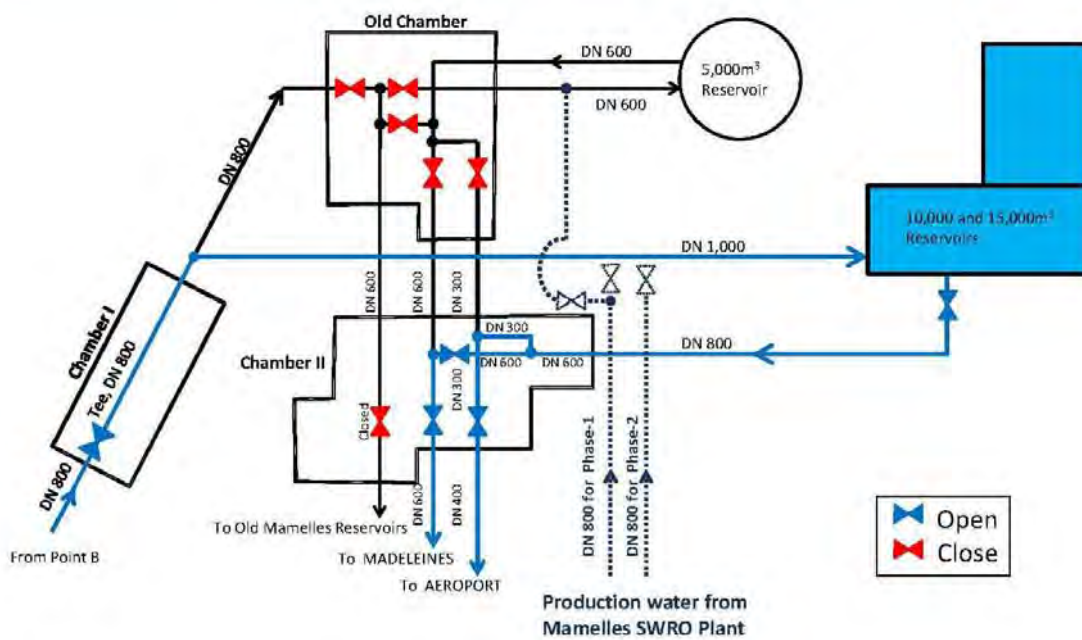 Old Chamber
DN 600
5,000m³
Reservoir
DN 600
DN 800
10,000 and 15,000m³
Reservoirs
DN 1,000
Chamber I
Tee, DN 800
DN 600
DN 600
DN 300
DN 300
DN 800
Chamber II
DN 600
DN 600
DN 300
Closed
DN 800
DN 600
DN 400
DN 800 for Phase-1
DN 800 for Phase-2
From Point B
To Old Mamelles Reservoirs
To MADELEINES
To AEROPORT
Open
Close
Production water from
Mamelles SWRO Plant